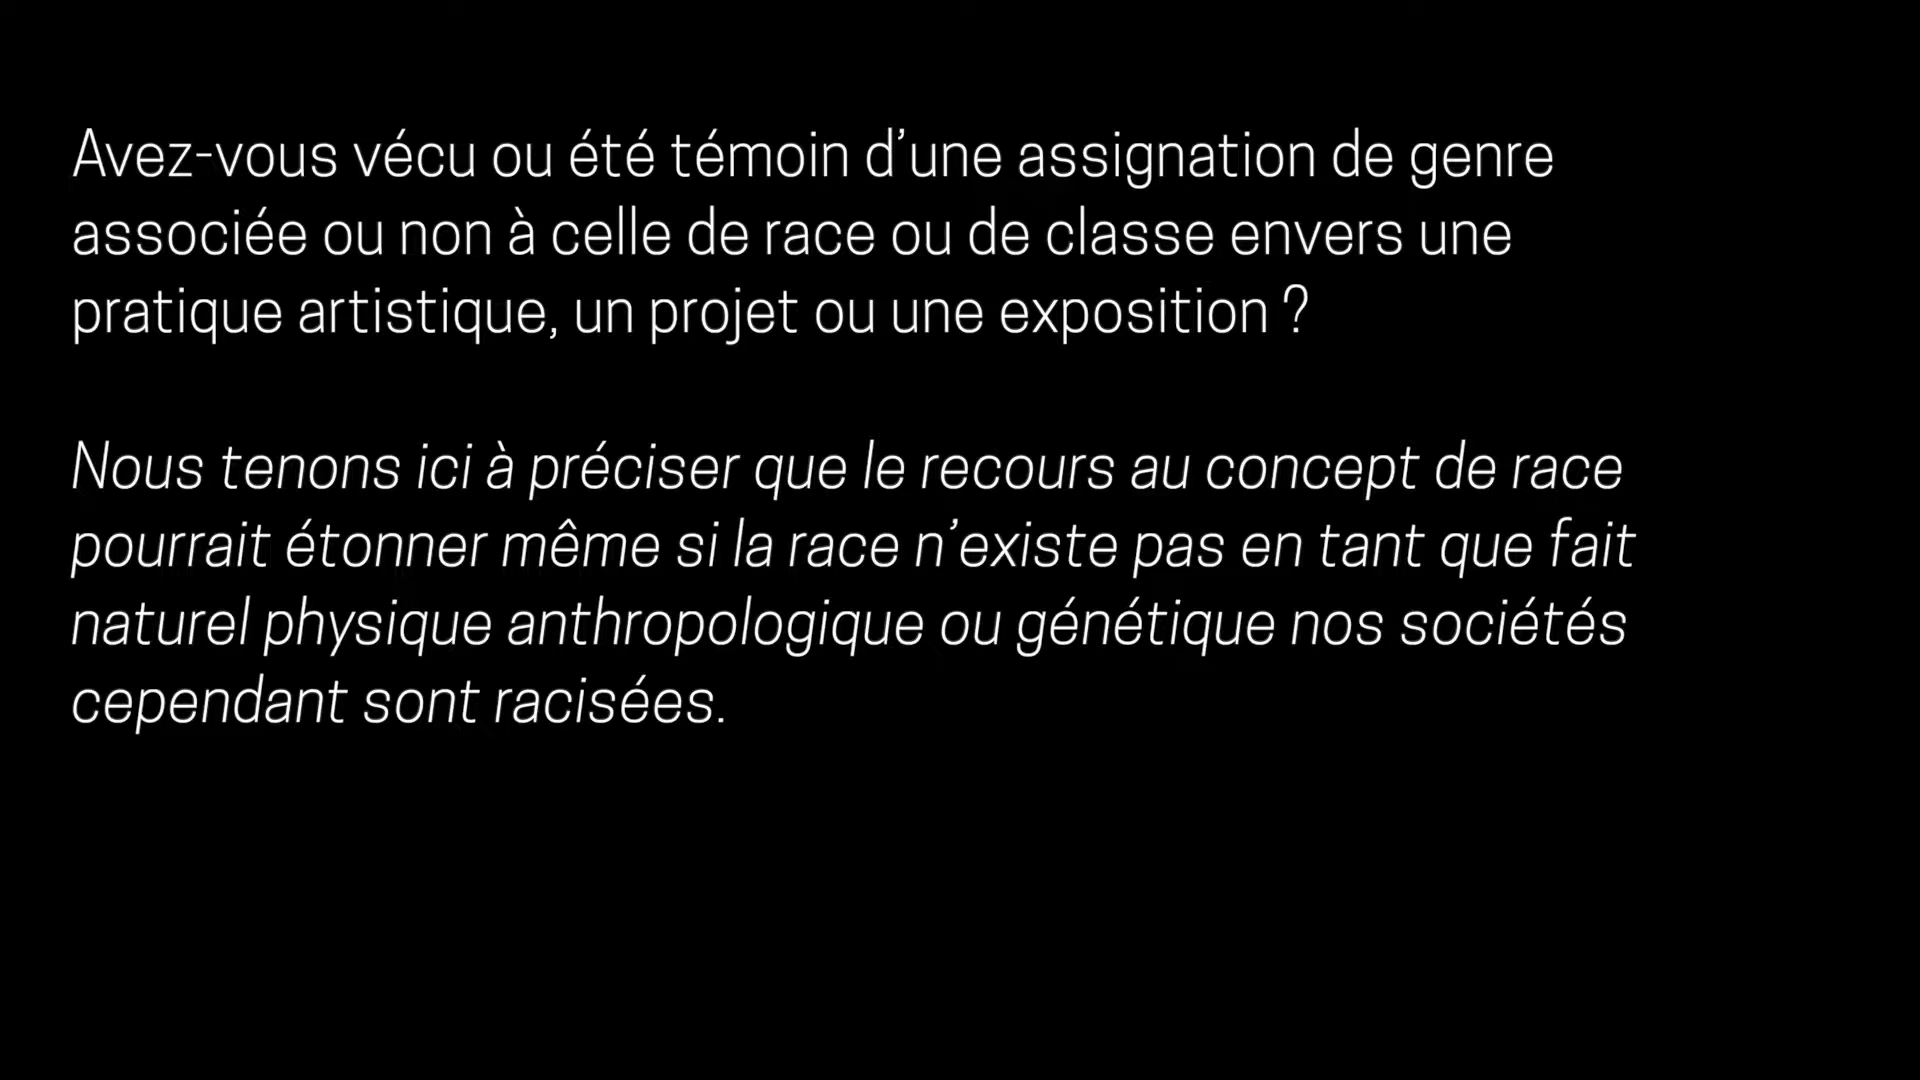 Avez-vous vécu ou été témoin d’une assignation de genre
associée ou non à celle de race ou de classe envers une
pratique artistique, un projet ou une exposition ?
Nous tenons ici à préciser que le recours au concept de race
pourrait étonner même si la race n’existe pas en tant que fait
naturel physique anthropologique ou génétique nos sociétés
cependant sont racisées.